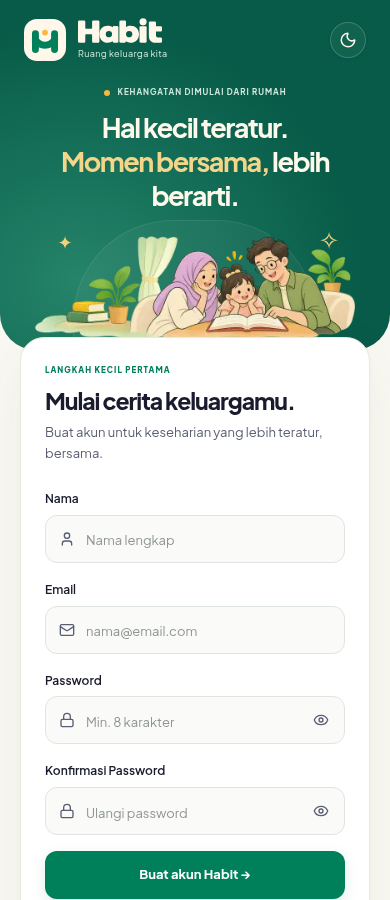 Habit
Ruang keluarga kita
KEHANGATAN DIMULAI DARI RUMAH
Hal kecil teratur.
Momen bersama, lebih
berarti.
LANGKAH KECIL PERTAMA
Mulai cerita keluargamu.
Buat akun untuk keseharian yang lebih teratur,
bersama.
Nama
Nama lengkap
Email
nama@email.com
Password
Min. 8 karakter
Konfirmasi Password
Ulangi password
Buat akun Habit →